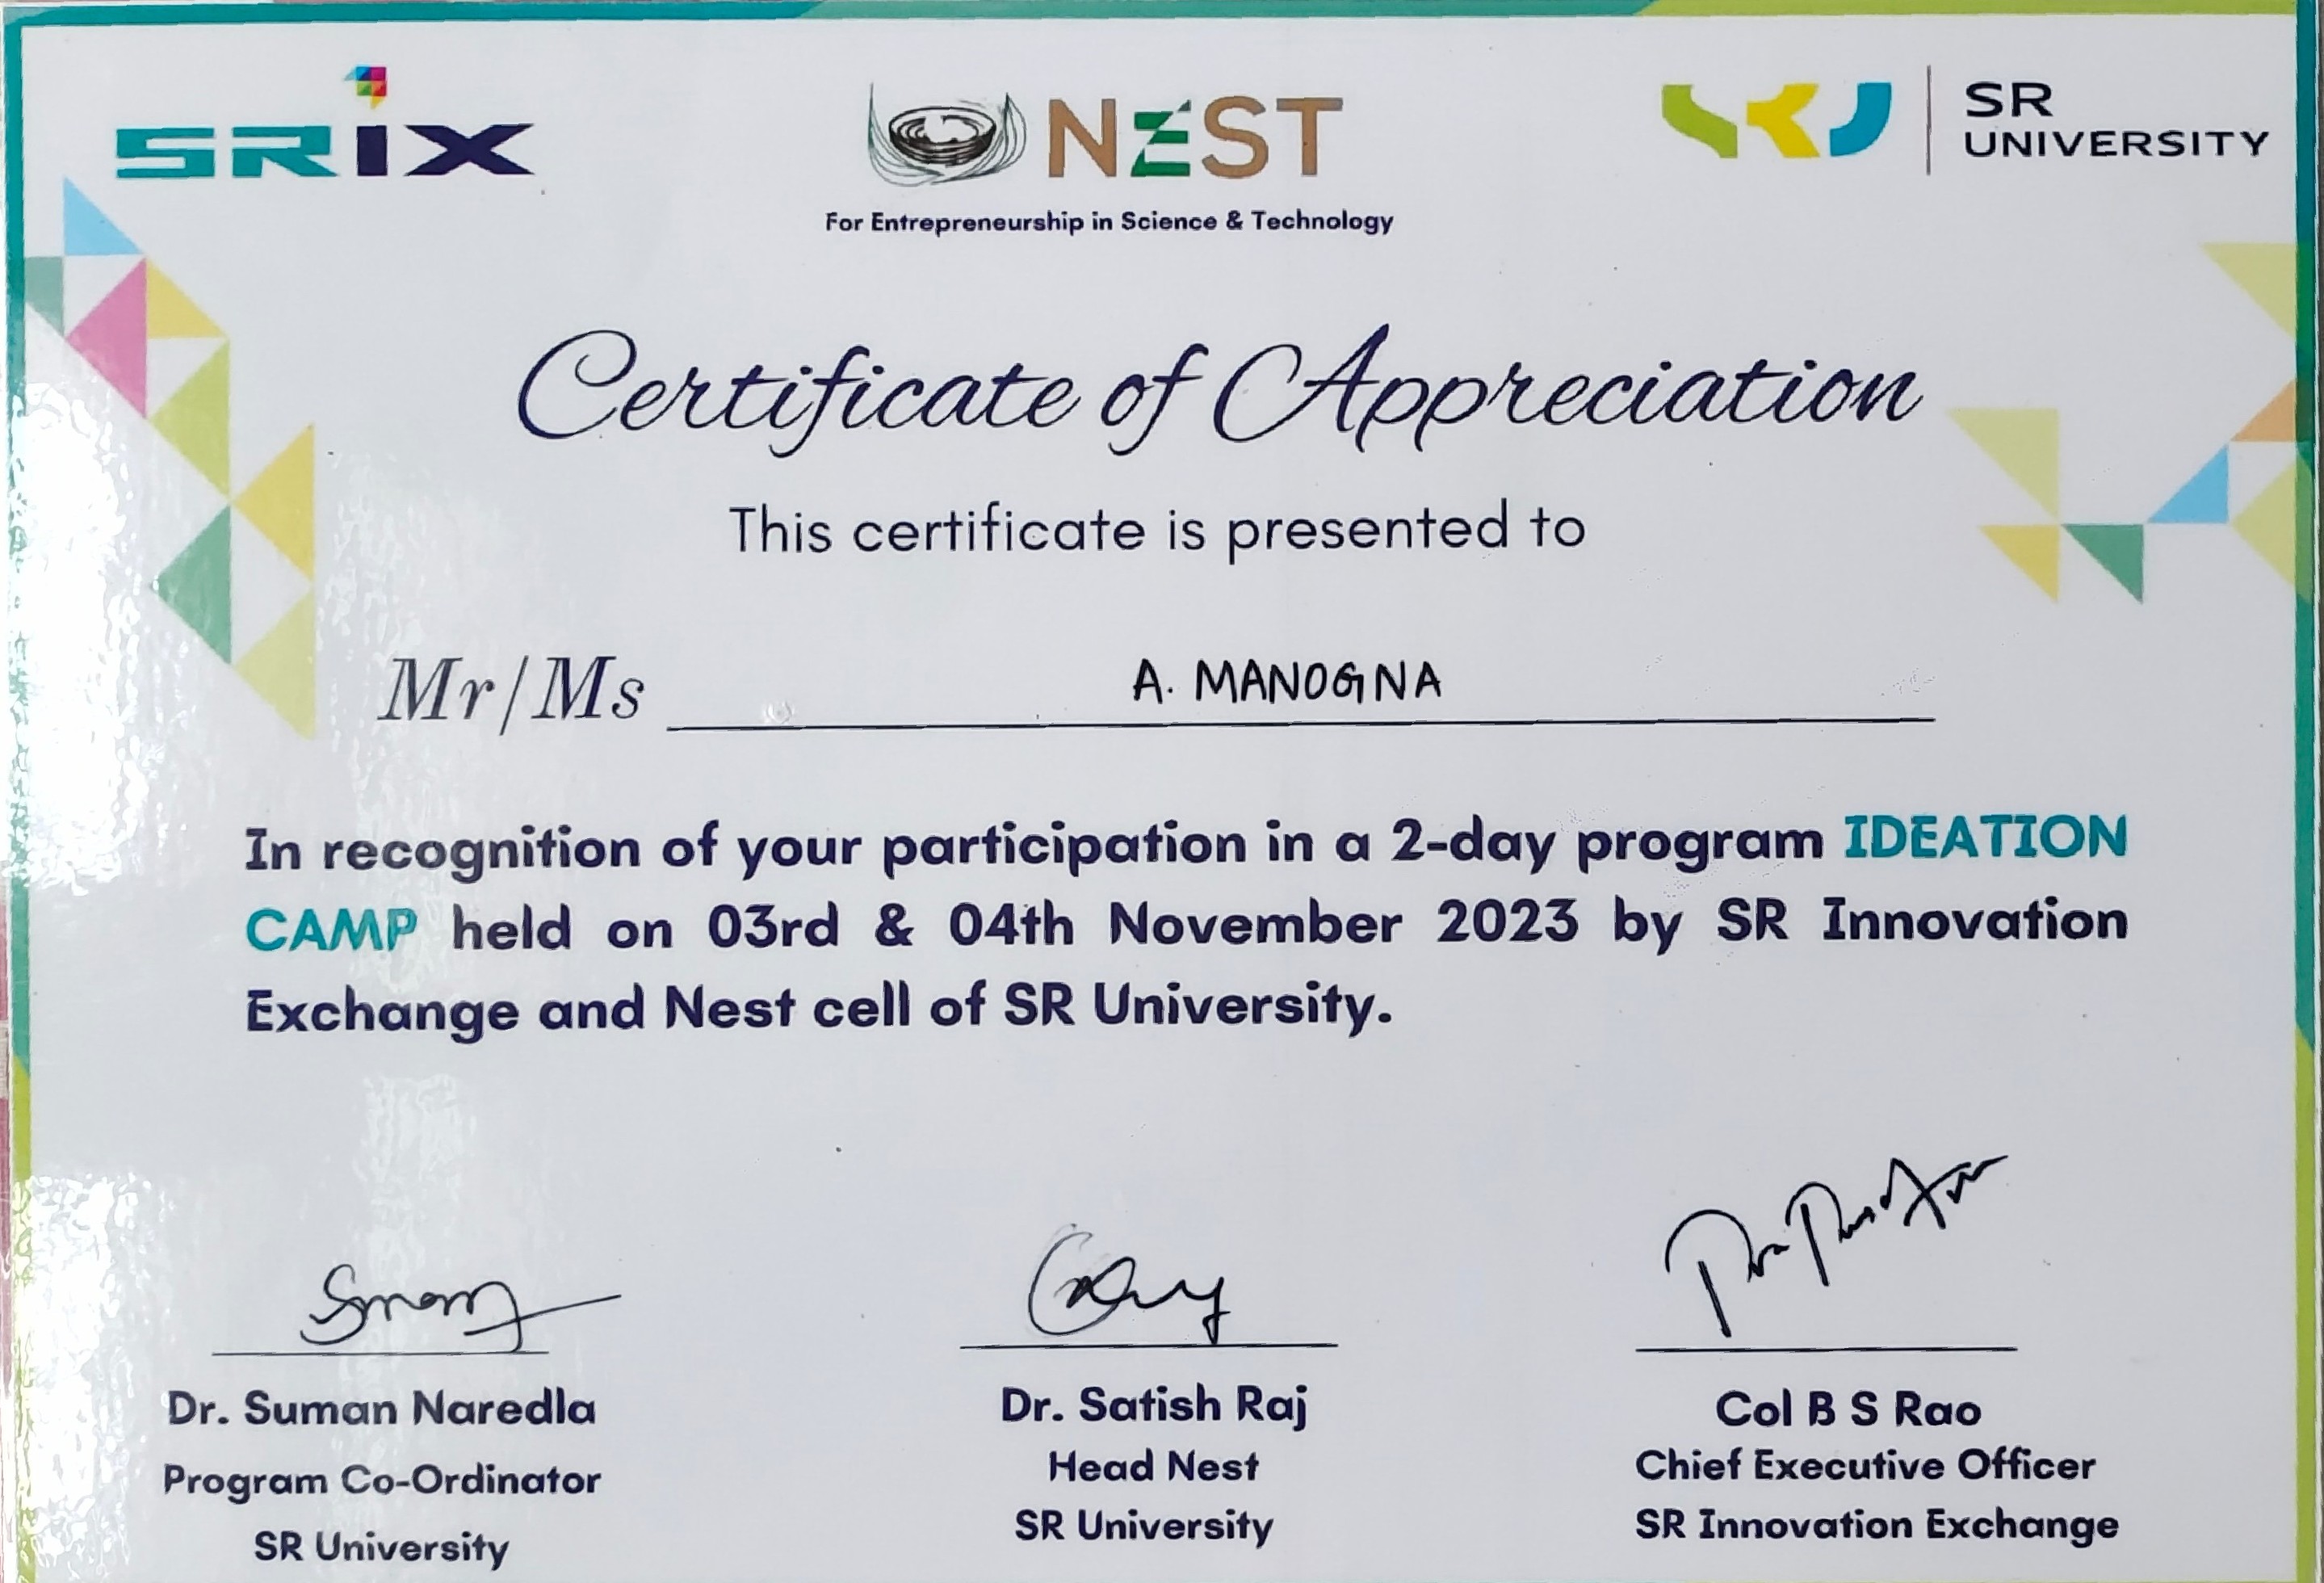 SRiX
NEST
For Entrepreneurship in Science & Technology
SR
UNIVERSITY
Certificate of Appreciation
This certificate is presented to
Mr/Ms A. MANOGNA
In recognition of your participation in a 2-day program IDEATION
CAMP held on 03rd & 04th November 2023 by SR Innovation
Exchange and Nest cell of SR University.
Dr. Suman Naredla
Program Co-Ordinator
SR University
Dr. Satish Raj
Head Nest
SR University
Col B S Rao
Chief Executive Officer
SR Innovation Exchange